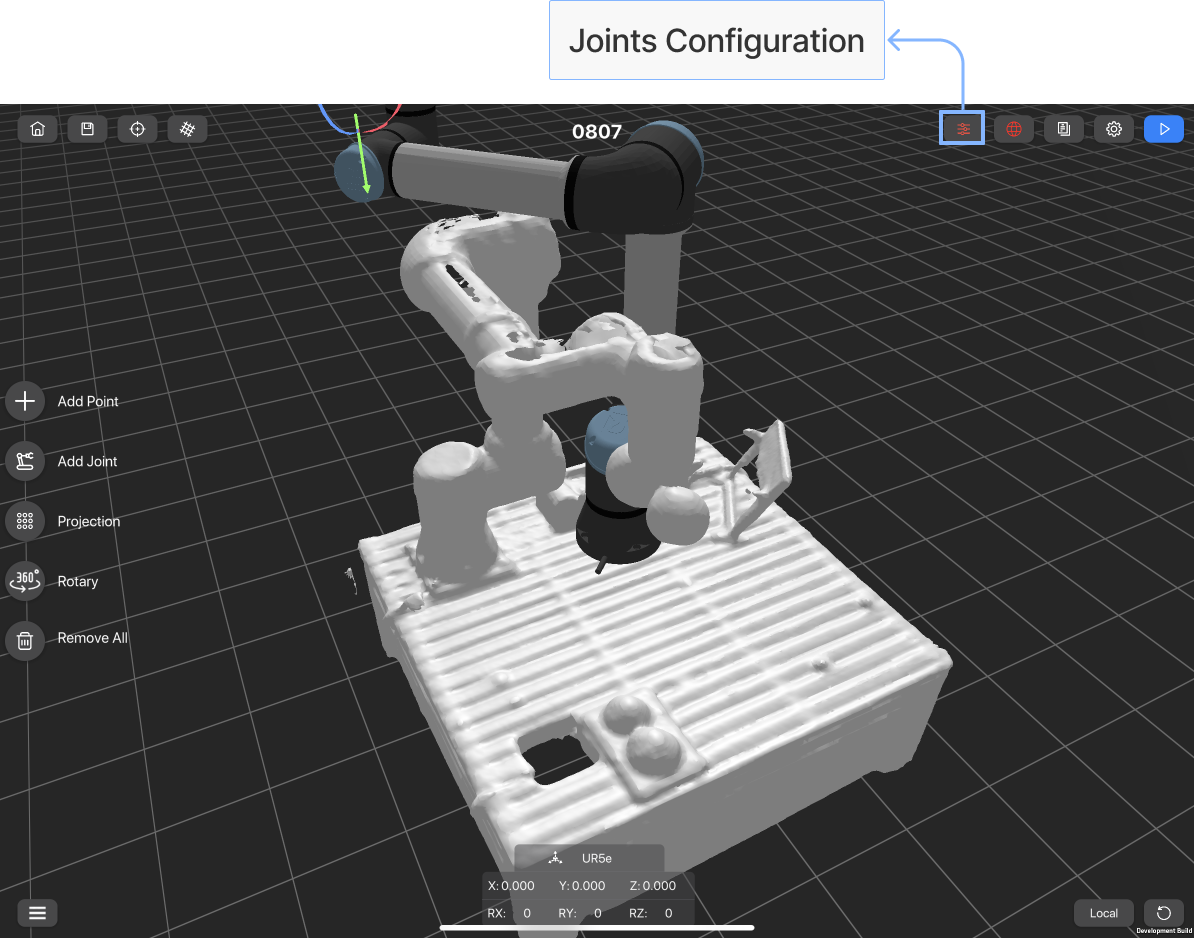 Joints Configuration
0807
Add Point
Add Joint
Projection
360°
Rotary
Remove All
UR5e
X: 0.000 Y: 0.000 Z: 0.000
RX: 0 RY: 0 RZ: 0
Local
Development Build